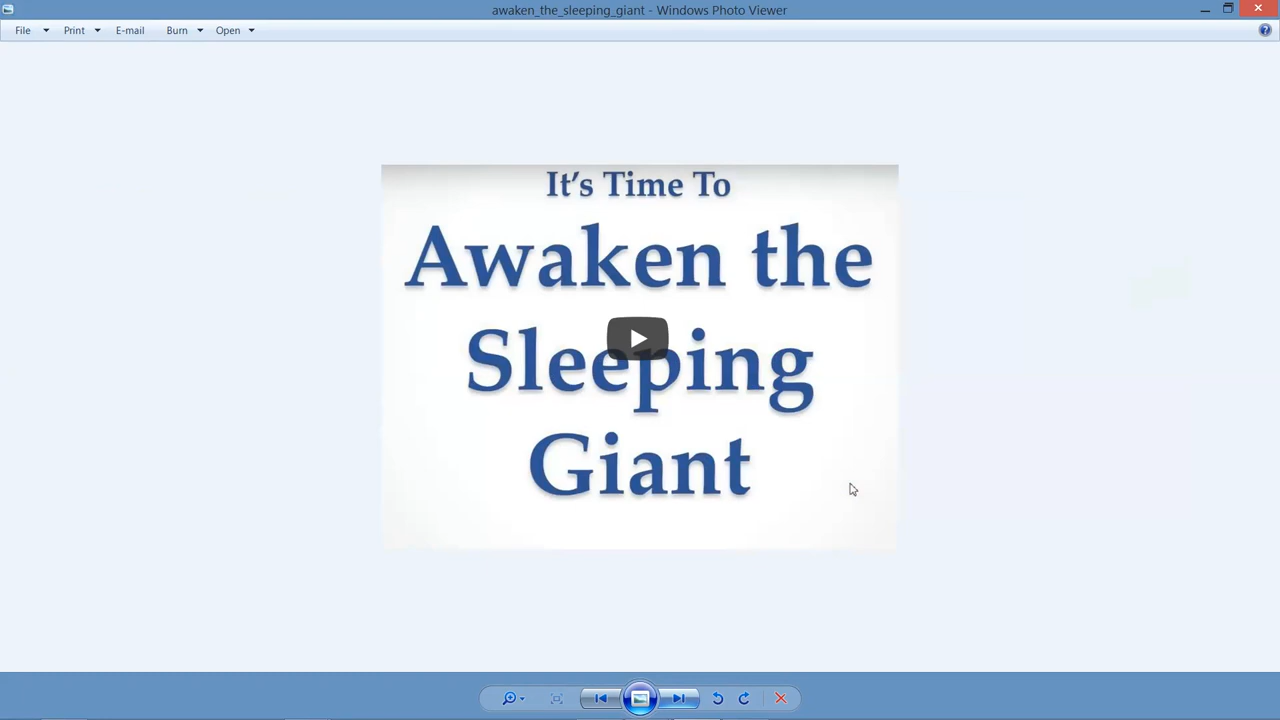 awaken_the_sleeping_giant - Windows Photo Viewer
File Print E-mail Burn Open
It's Time To
Awaken the
Sleeping
Giant